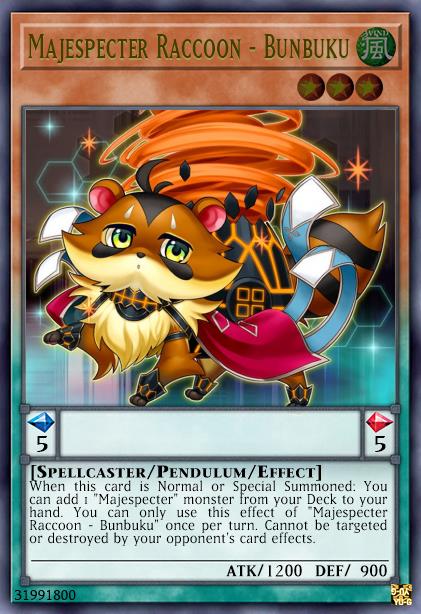 Majespecter Raccoon - Bunbuku
WIND
風
5 5
[Spellcaster/Pendulum/Effect]
When this card is Normal or Special Summoned: You
can add 1 "Majespecter" monster from your Deck to your
hand. You can only use this effect of "Majespecter
Raccoon - Bunbuku" once per turn. Cannot be targeted
or destroyed by your opponent's card effects.
ATK/1200 DEF/ 900
31991800